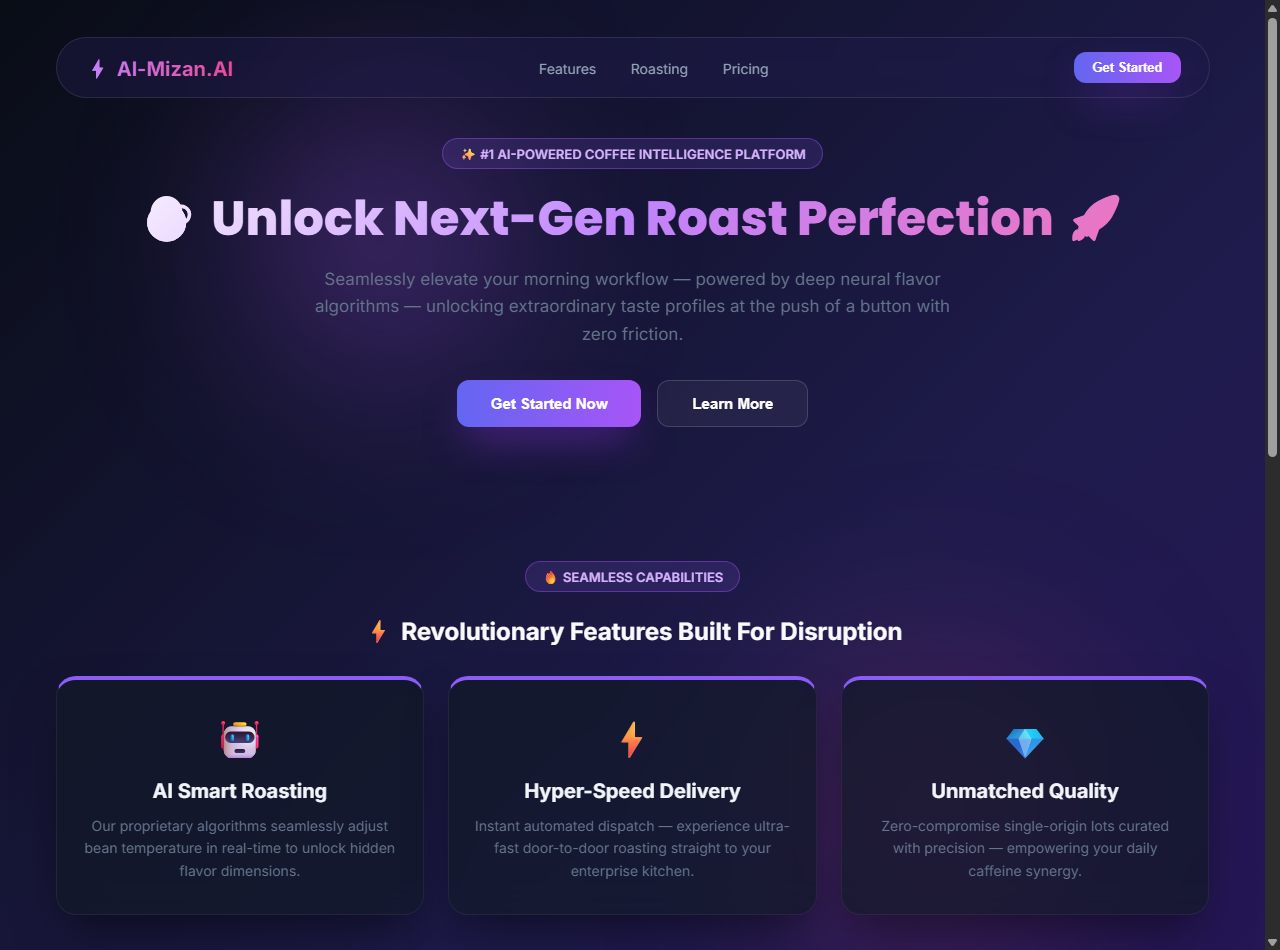 AI-Mizan.AI
Features
Roasting
Pricing
Get Started
✨ #1 AI-POWERED COFFEE INTELLIGENCE PLATFORM
Unlock Next-Gen Roast Perfection 🚀
Seamlessly elevate your morning workflow — powered by deep neural flavor
algorithms — unlocking extraordinary taste profiles at the push of a button with
zero friction.
Get Started Now
Learn More
🔥 SEAMLESS CAPABILITIES
⚡ Revolutionary Features Built For Disruption
AI Smart Roasting
Our proprietary algorithms seamlessly adjust
bean temperature in real-time to unlock hidden
flavor dimensions.
Hyper-Speed Delivery
Instant automated dispatch — experience ultra-
fast door-to-door roasting straight to your
enterprise kitchen.
Unmatched Quality
Zero-compromise single-origin lots curated
with precision — empowering your daily
caffeine synergy.